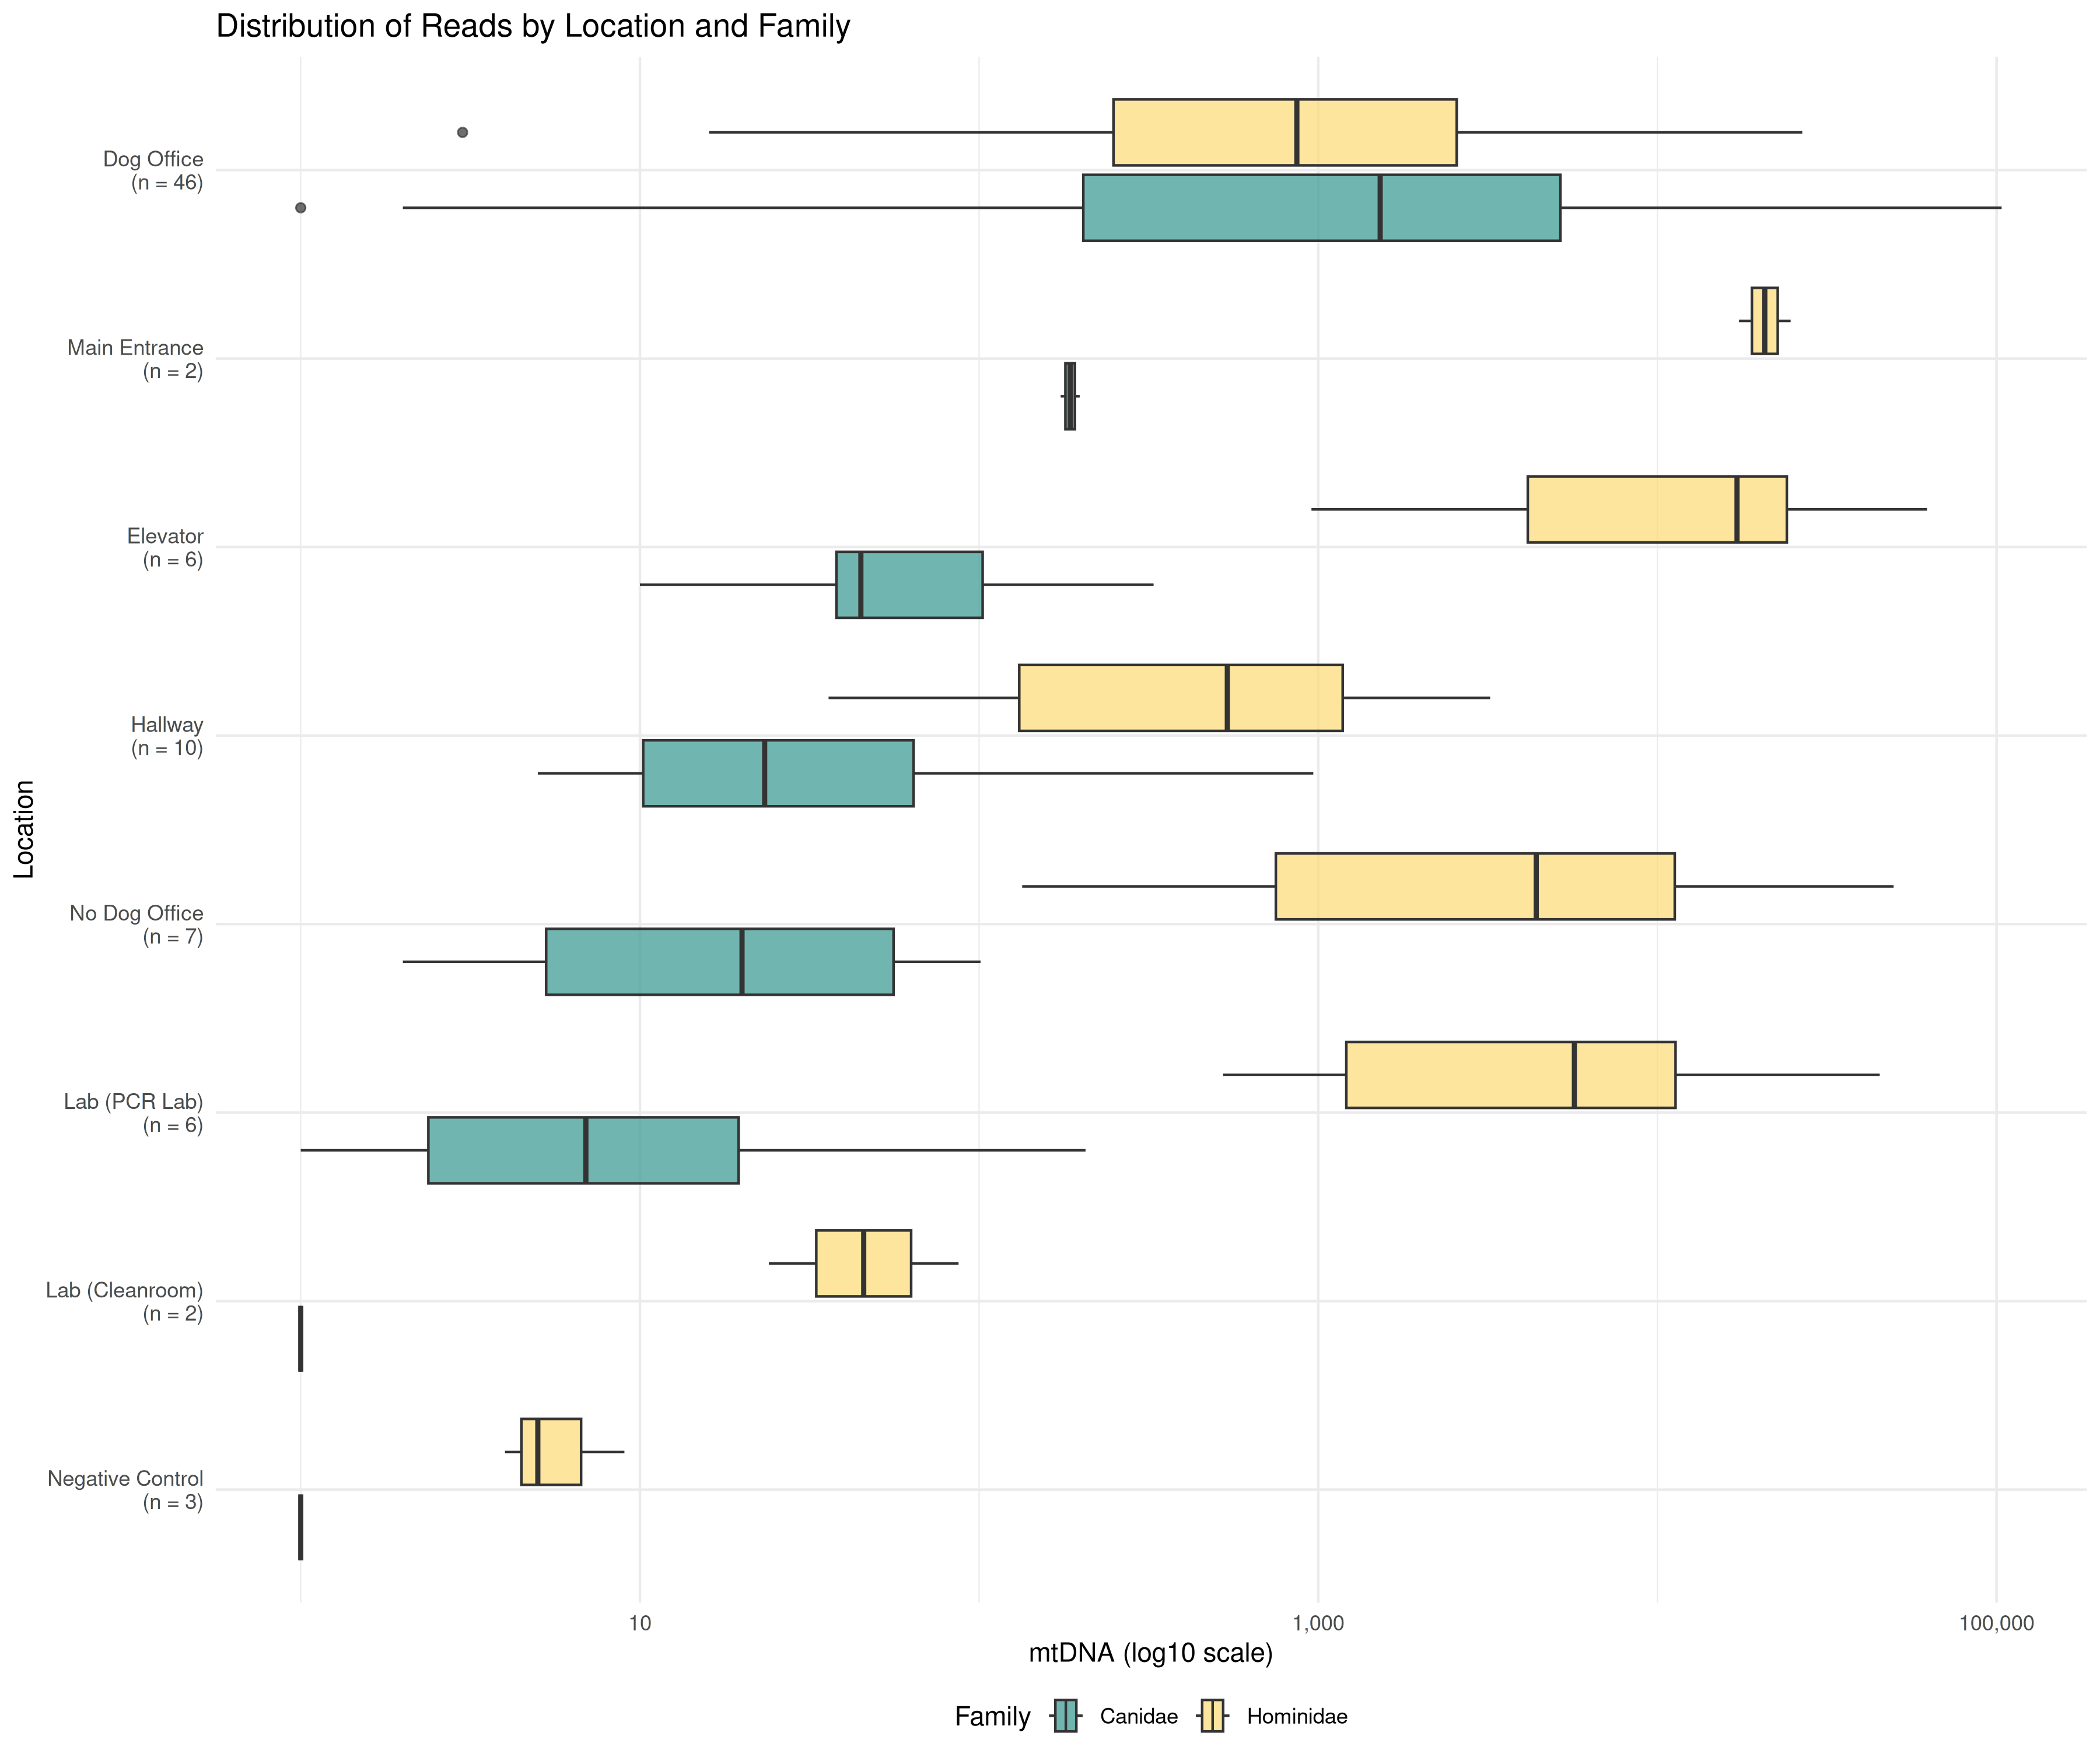 Distribution of Reads by Location and Family
Dog Office
(n = 46)
Main Entrance
(n = 2)
Elevator
(n = 6)
Hallway
(n = 10)
No Dog Office
(n = 7)
Lab (PCR Lab)
(n = 6)
Lab (Cleanroom)
(n = 2)
Negative Control
(n = 3)
Location
10
1,000
100,000
mtDNA (log10 scale)
Family
Canidae
Hominidae